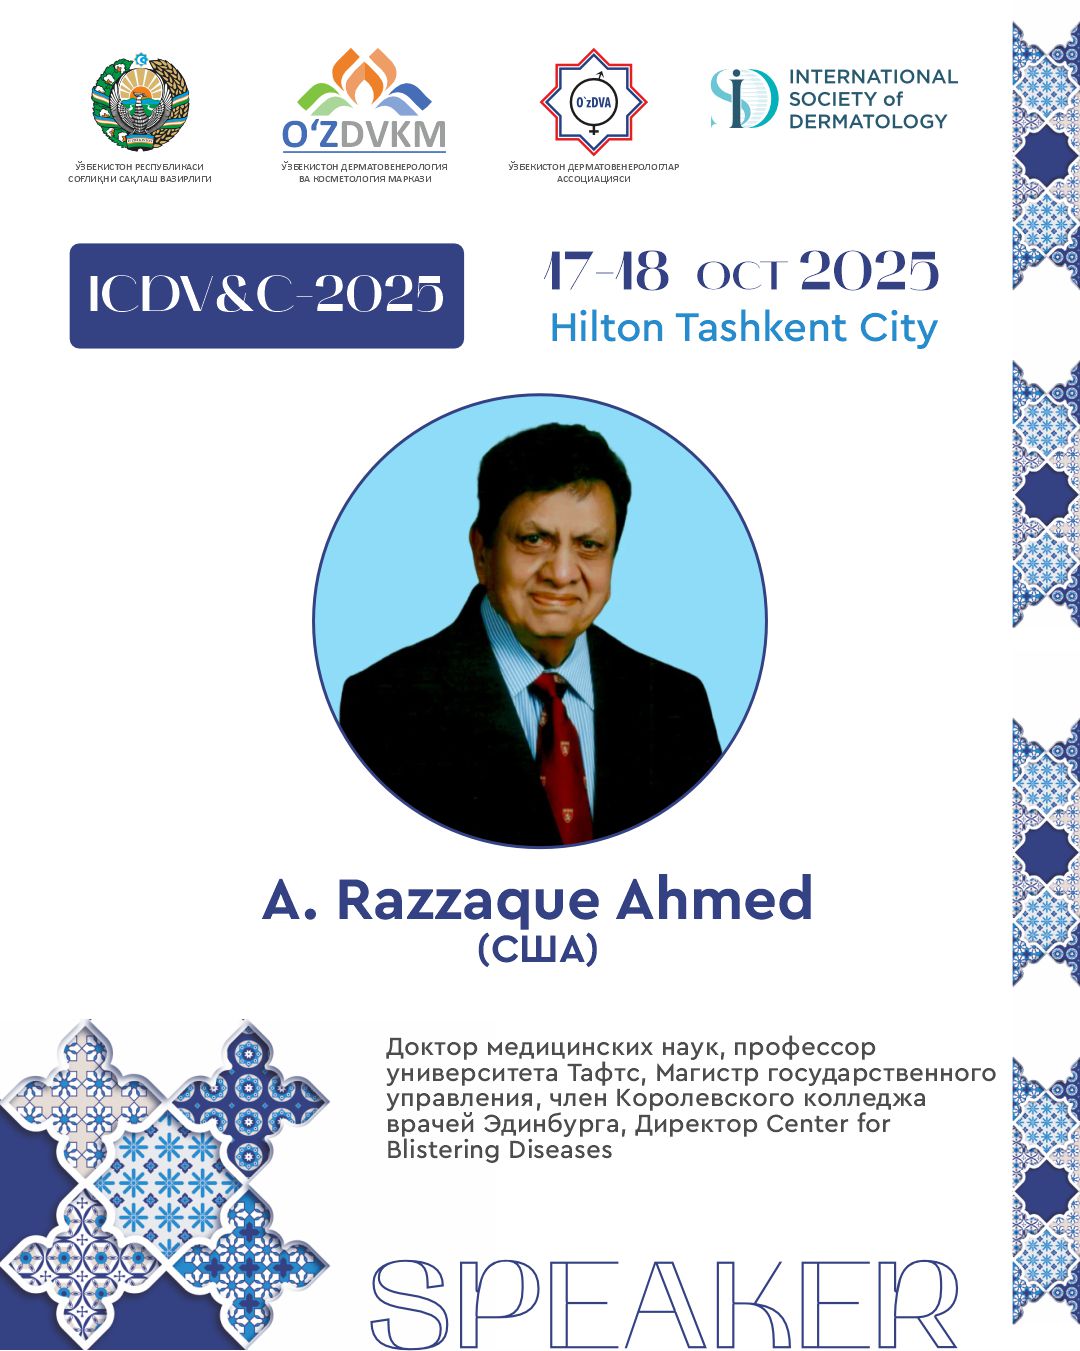 ЎЗБЕКИСТОН РЕСПУБЛИКАСИ
СОҒЛИҚНИ САҚЛАШ ВАЗИРЛИГИ
O‘ZDVKM
ЎЗБЕКИСТОН ДЕРМАТОВЕНЕРОЛОГИЯ
ВА КОСМЕТОЛОГИЯ МАРКАЗИ
O`zDVA
ЎЗБЕКИСТОН ДЕРМАТОВЕНЕРОЛОГЛАР
АССОЦИАЦИЯСИ
ISD
INTERNATIONAL
SOCIETY of
DERMATOLOGY
ICDV&C-2025
17-18 OCT 2025
Hilton Tashkent City
A. Razzaque Ahmed
(США)
Доктор медицинских наук, профессор
университета Тафтс, Магистр государственного
управления, член Королевского колледжа
врачей Эдинбурга, Директор Center for
Blistering Diseases
SPEAKER